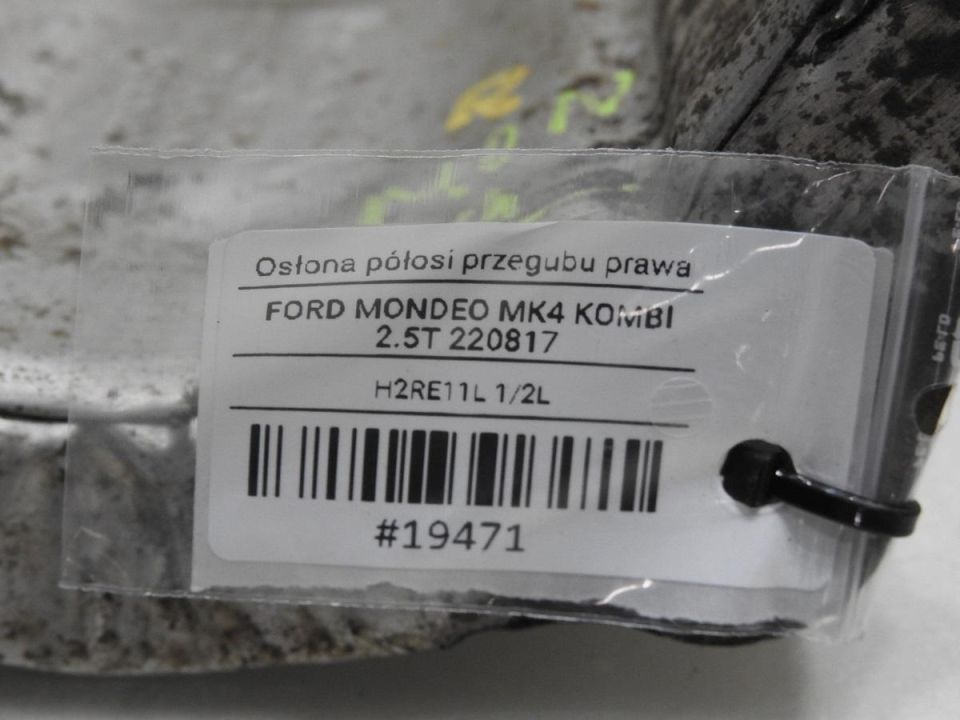 Osłona półosi przegubu prawa
FORD MONDEO MK4 KOMBI
2.5T 220817
H2RE11L 1/2L
#19471